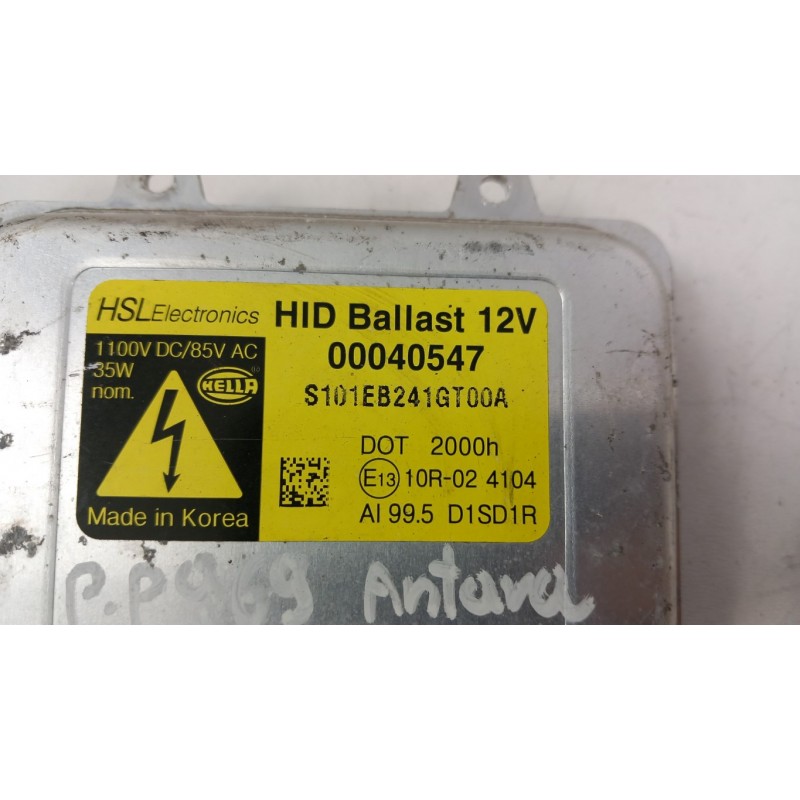 HSLElectronics HID Ballast 12V
1100V DC/85V AC
35W
nom.
HELLA ®
00040547
S101EB241GT00A
DOT 2000h
E13 10R-02 4104
AI 99.5 D1SD1R
Made in Korea
P.P969 Antara